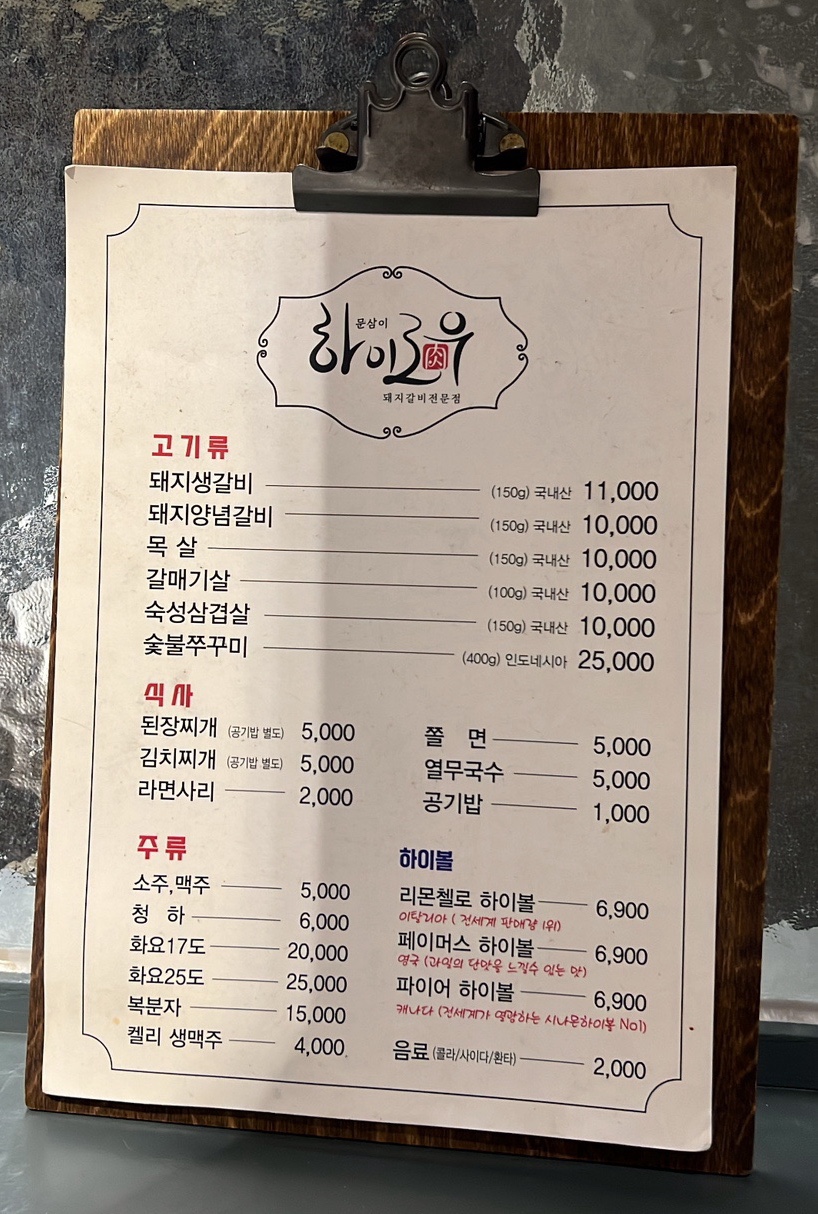 문삼이
하이로우
肉
돼지갈비전문점
고기류
돼지생갈비 (150g) 국내산 11,000
돼지양념갈비 (150g) 국내산 10,000
목 살 (150g) 국내산 10,000
갈매기살 (100g) 국내산 10,000
숙성삼겹살 (150g) 국내산 10,000
숯불쭈꾸미 (400g) 인도네시아 25,000
식사
된장찌개 (공기밥 별도) 5,000
김치찌개 (공기밥 별도) 5,000
라면사리 2,000
쫄 면 5,000
열무국수 5,000
공기밥 1,000
주류
소주,맥주 5,000
청 하 6,000
화요17도 20,000
화요25도 25,000
복분자 15,000
켈리 생맥주 4,000
하이볼
리몬첼로 하이볼 6,900
이탈리아 ( 전세계 판매량 1위)
페이머스 하이볼 6,900
영국 (과일의 단맛을 느낄수 있는 맛)
파이어 하이볼 6,900
캐나다 (전세계가 열광하는 시나몬하이볼 No1)
음료 (콜라/사이다/환타) 2,000